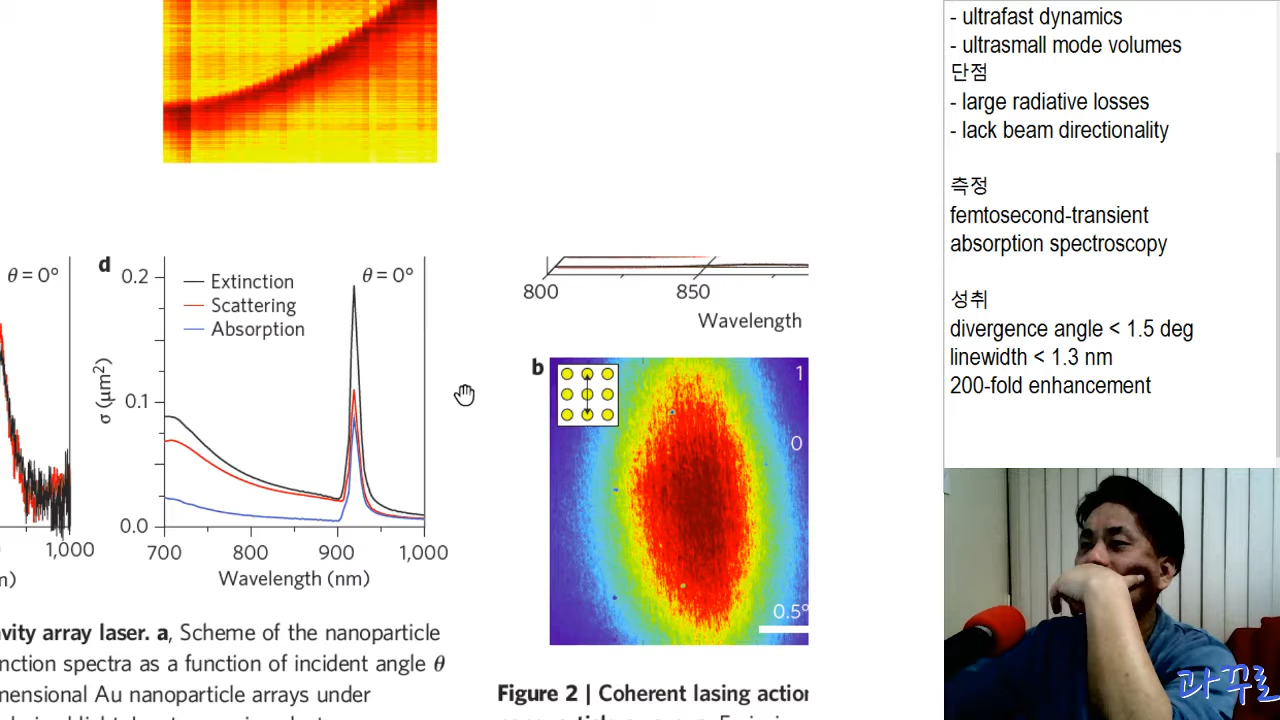 - ultrafast dynamics
- ultrasmall mode volumes
단점
- large radiative losses
- lack beam directionality
측정
femtosecond-transient
absorption spectroscopy
성취
divergence angle < 1.5 deg
linewidth < 1.3 nm
200-fold enhancement
θ = 0°
1,000
m)
d
0.2
0.1
0.0
σ (μm²)
Extinction
Scattering
Absorption
θ = 0°
700
800
900
1,000
Wavelength (nm)
800
850
Wavelength
b
1
0
0.5°
avity array laser. a, Scheme of the nanoparticle
nction spectra as a function of incident angle θ
mensional Au nanoparticle arrays under
Figure 2 | Coherent lasing action
과꾸로